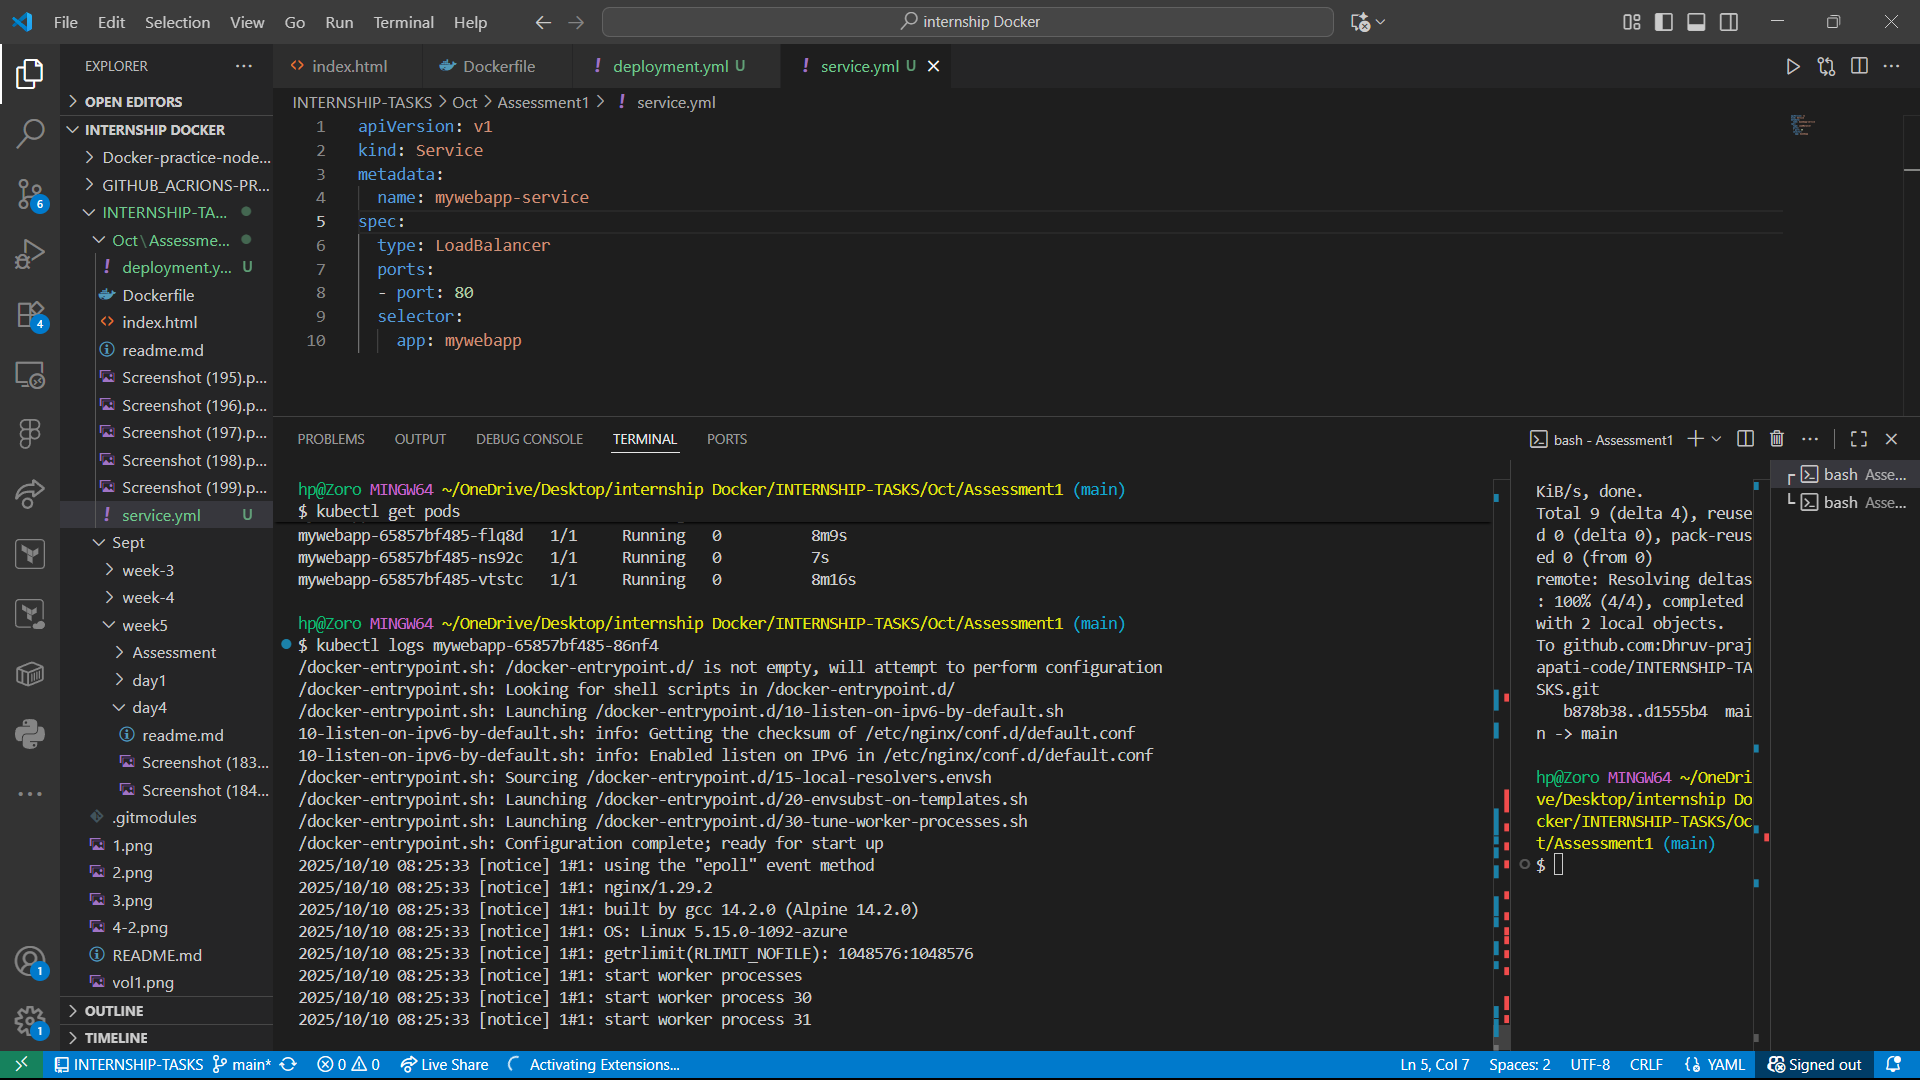 File Edit Selection View Go Run Terminal Help
internship Docker
EXPLORER
OPEN EDITORS
INTERNSHIP DOCKER
Docker-practice-node...
GITHUB_ACRIONS-PR...
INTERNSHIP-TA...
Oct\Assessme...
deployment.y... U
Dockerfile
index.html
readme.md
Screenshot (195).p...
Screenshot (196).p...
Screenshot (197).p...
Screenshot (198).p...
Screenshot (199).p...
service.yml U
Sept
week-3
week-4
week5
Assessment
day1
day4
readme.md
Screenshot (183...
Screenshot (184...
.gitmodules
1.png
2.png
3.png
4-2.png
README.md
vol1.png
OUTLINE
TIMELINE
6
4
1
1
index.html
Dockerfile
deployment.yml U
service.yml U
INTERNSHIP-TASKS > Oct > Assessment1 > ! service.yml
1 apiVersion: v1
2 kind: Service
3 metadata:
4 name: mywebapp-service
5 spec:
6 type: LoadBalancer
7 ports:
8 - port: 80
9 selector:
10 app: mywebapp
PROBLEMS OUTPUT DEBUG CONSOLE TERMINAL PORTS
bash - Assessment1
hp@Zoro MINGW64 ~/OneDrive/Desktop/internship Docker/INTERNSHIP-TASKS/Oct/Assessment1 (main)
$ kubectl get pods
mywebapp-65857bf485-flq8d 1/1 Running 0 8m9s
mywebapp-65857bf485-ns92c 1/1 Running 0 7s
mywebapp-65857bf485-vtstc 1/1 Running 0 8m16s
hp@Zoro MINGW64 ~/OneDrive/Desktop/internship Docker/INTERNSHIP-TASKS/Oct/Assessment1 (main)
$ kubectl logs mywebapp-65857bf485-86nf4
/docker-entrypoint.sh: /docker-entrypoint.d/ is not empty, will attempt to perform configuration
/docker-entrypoint.sh: Looking for shell scripts in /docker-entrypoint.d/
/docker-entrypoint.sh: Launching /docker-entrypoint.d/10-listen-on-ipv6-by-default.sh
10-listen-on-ipv6-by-default.sh: info: Getting the checksum of /etc/nginx/conf.d/default.conf
10-listen-on-ipv6-by-default.sh: info: Enabled listen on IPv6 in /etc/nginx/conf.d/default.conf
/docker-entrypoint.sh: Sourcing /docker-entrypoint.d/15-local-resolvers.envsh
/docker-entrypoint.sh: Launching /docker-entrypoint.d/20-envsubst-on-templates.sh
/docker-entrypoint.sh: Launching /docker-entrypoint.d/30-tune-worker-processes.sh
/docker-entrypoint.sh: Configuration complete; ready for start up
2025/10/10 08:25:33 [notice] 1#1: using the "epoll" event method
2025/10/10 08:25:33 [notice] 1#1: nginx/1.29.2
2025/10/10 08:25:33 [notice] 1#1: built by gcc 14.2.0 (Alpine 14.2.0)
2025/10/10 08:25:33 [notice] 1#1: OS: Linux 5.15.0-1092-azure
2025/10/10 08:25:33 [notice] 1#1: getrlimit(RLIMIT_NOFILE): 1048576:1048576
2025/10/10 08:25:33 [notice] 1#1: start worker processes
2025/10/10 08:25:33 [notice] 1#1: start worker process 30
2025/10/10 08:25:33 [notice] 1#1: start worker process 31
KiB/s, done.
Total 9 (delta 4), reuse
d 0 (delta 0), pack-reus
ed 0 (from 0)
remote: Resolving deltas
: 100% (4/4), completed
with 2 local objects.
To github.com:Dhruv-praj
apati-code/INTERNSHIP-TA
SKS.git
b878b38..d1555b4 mai
n -> main
hp@Zoro MINGW64 ~/OneDri
ve/Desktop/internship Do
cker/INTERNSHIP-TASKS/Oc
t/Assessment1 (main)
$
bash Asse...
bash Asse...
INTERNSHIP-TASKS main* 0 0 Live Share Activating Extensions... Ln 5, Col 7 Spaces: 2 UTF-8 CRLF {} YAML Signed out